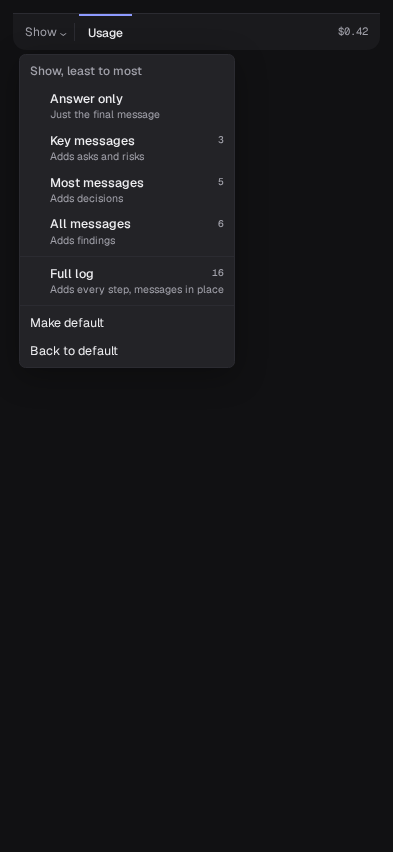 Show
Usage
$0.42
Show, least to most
Answer only
Just the final message
Key messages 3
Adds asks and risks
Most messages 5
Adds decisions
All messages 6
Adds findings
Full log 16
Adds every step, messages in place
Make default
Back to default